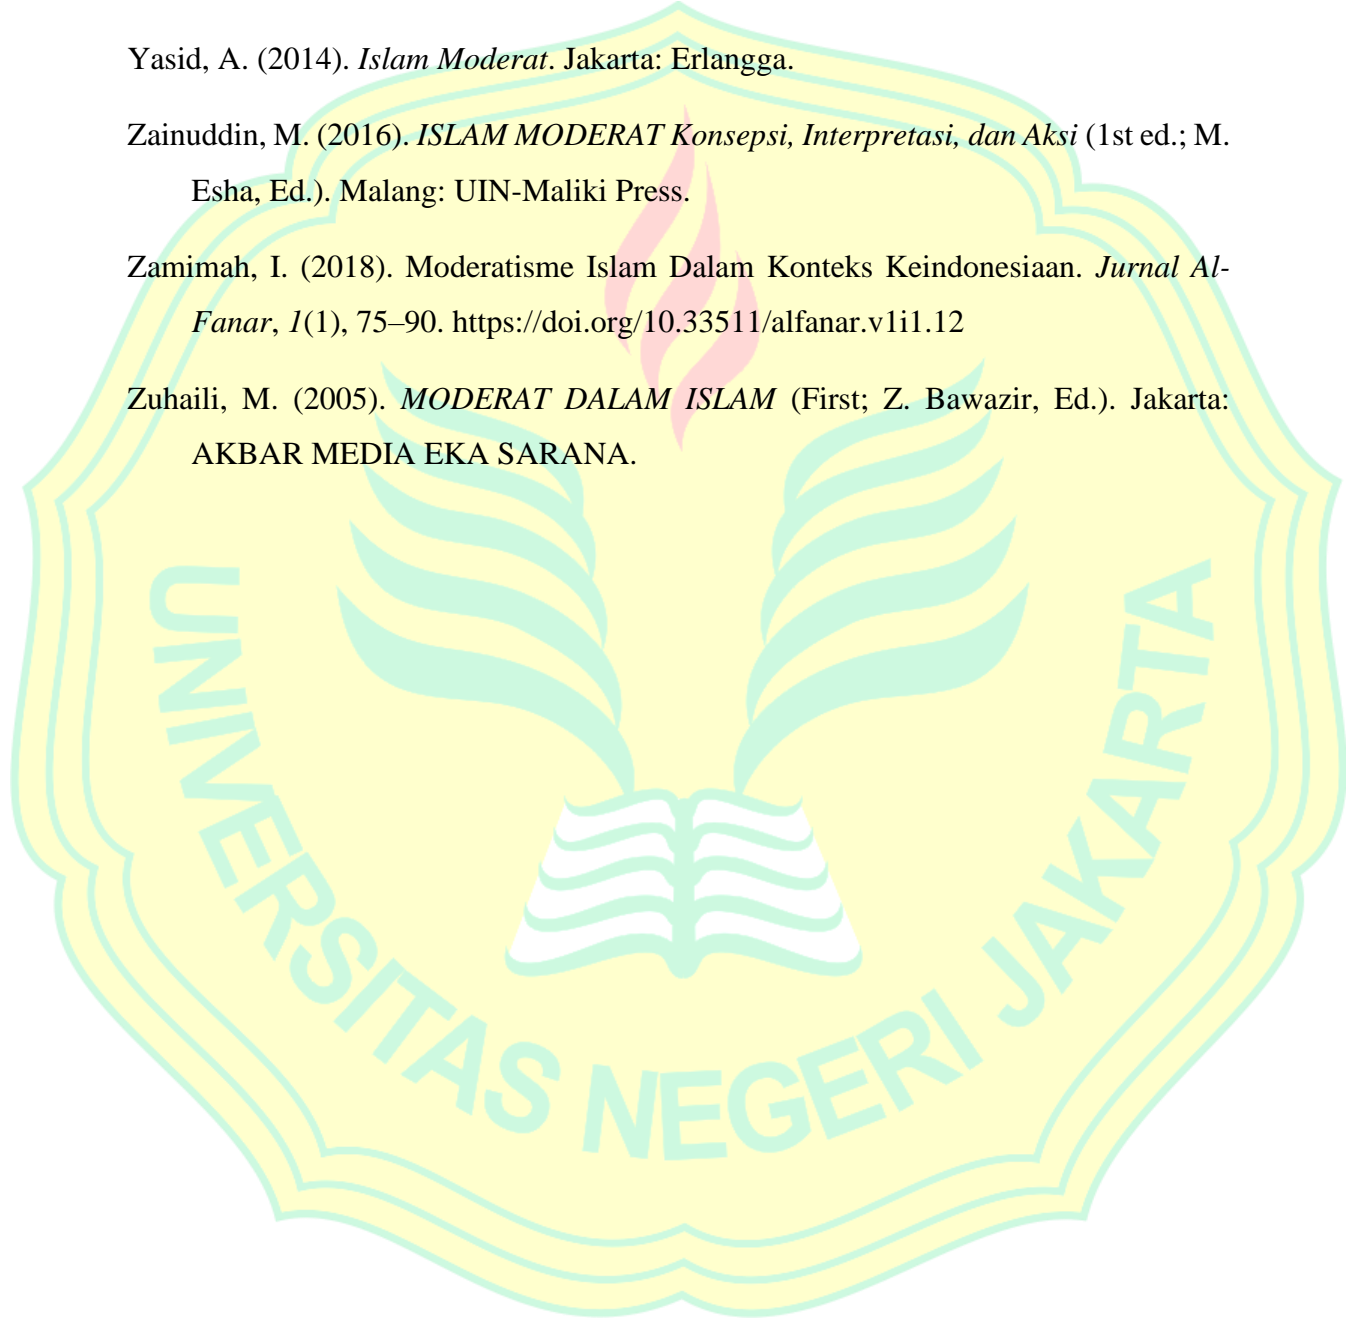 Yasid, A. (2014). Islam Moderat. Jakarta: Erlangga.
Zainuddin, M. (2016). ISLAM MODERAT Konsepsi, Interpretasi, dan Aksi (1st ed.; M.
Esha, Ed.). Malang: UIN-Maliki Press.
Zamimah, I. (2018). Moderatisme Islam Dalam Konteks Keindonesiaan. Jurnal Al-
Fanar, 1(1), 75–90. https://doi.org/10.33511/alfanar.v1i1.12
Zuhaili, M. (2005). MODERAT DALAM ISLAM (First; Z. Bawazir, Ed.). Jakarta:
AKBAR MEDIA EKA SARANA.
UNIVERSITAS NEGERI JAKARTA